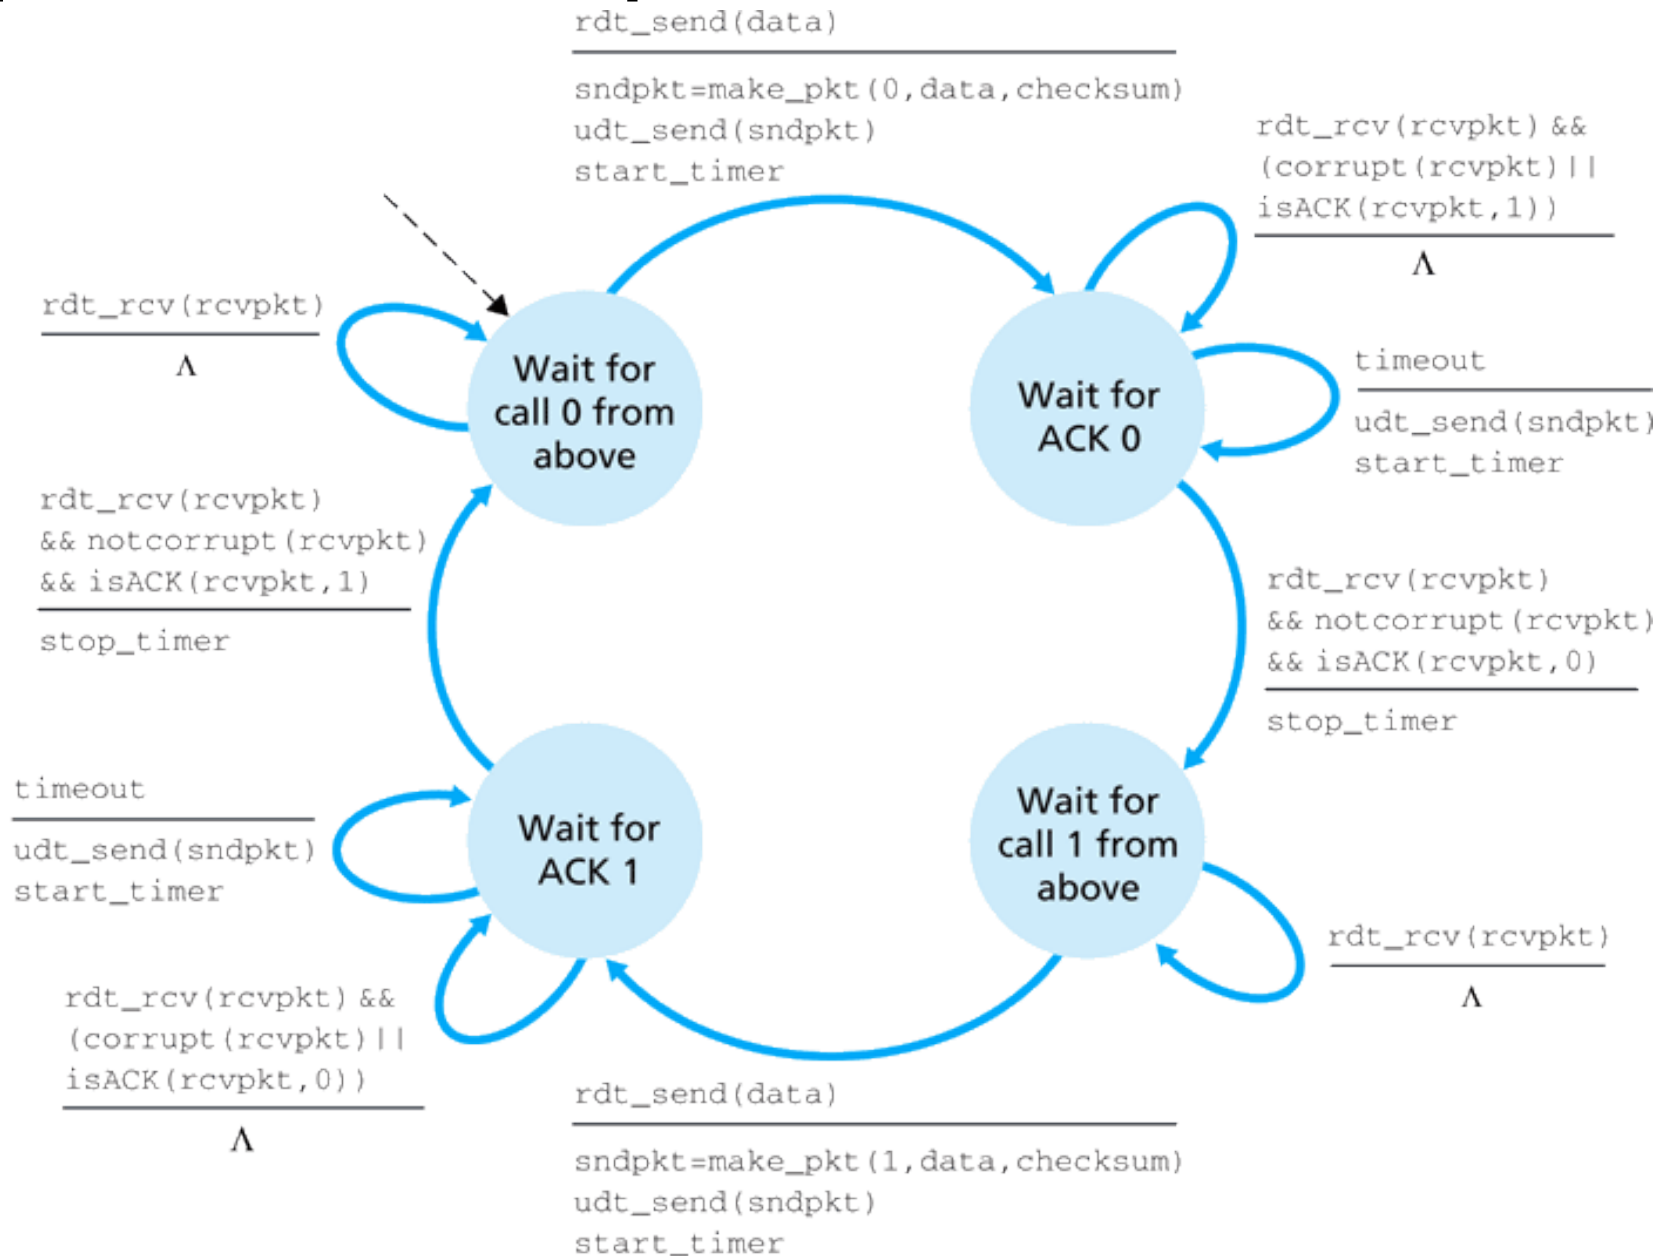 rdt_send(data)
sndpkt=make_pkt(0,data,checksum)
udt_send(sndpkt)
start_timer
rdt_rcv(rcvpkt) &&
(corrupt(rcvpkt)||
isACK(rcvpkt,1))
Λ
rdt_rcv(rcvpkt)
Λ
Wait for
call 0 from
above
Wait for
ACK 0
timeout
udt_send(sndpkt)
start_timer
rdt_rcv(rcvpkt)
&& notcorrupt(rcvpkt)
&& isACK(rcvpkt,1)
stop_timer
rdt_rcv(rcvpkt)
&& notcorrupt(rcvpkt)
&& isACK(rcvpkt,0)
stop_timer
timeout
udt_send(sndpkt)
start_timer
Wait for
ACK 1
Wait for
call 1 from
above
rdt_rcv(rcvpkt)
Λ
rdt_rcv(rcvpkt) &&
(corrupt(rcvpkt)||
isACK(rcvpkt,0))
Λ
rdt_send(data)
sndpkt=make_pkt(1,data,checksum)
udt_send(sndpkt)
start_timer